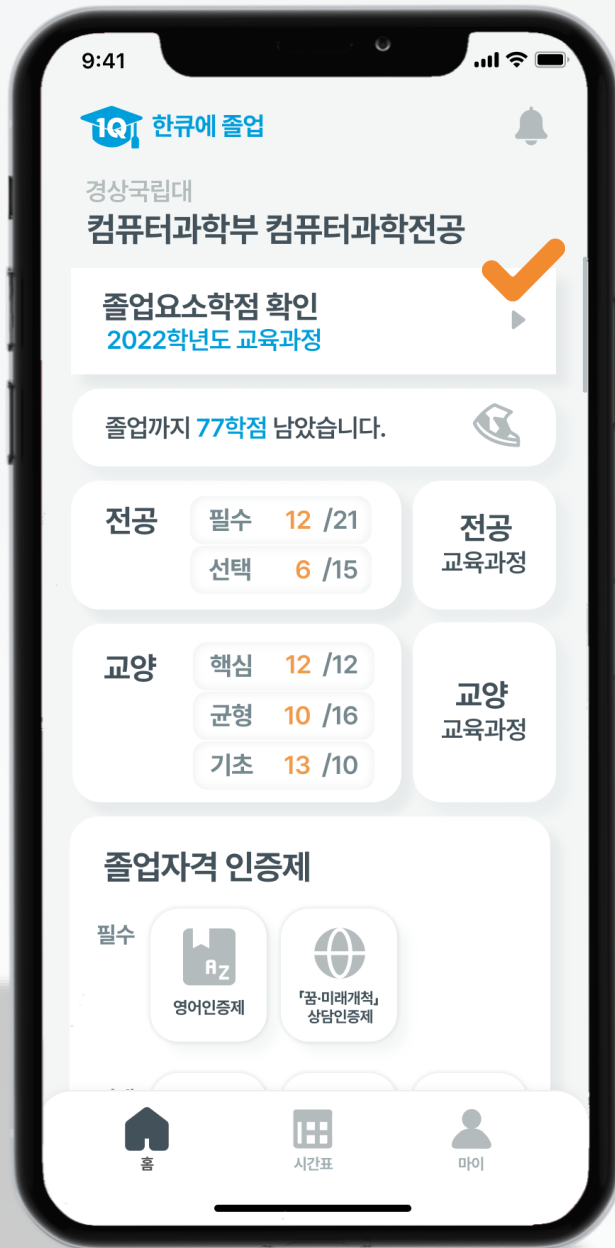 9:41
1Q 한큐에 졸업
경상국립대
컴퓨터과학부 컴퓨터과학전공
졸업요소학점 확인
2022학년도 교육과정
졸업까지 77학점 남았습니다.
전공
필수 12 /21
선택 6 /15
전공
교육과정
교양
핵심 12 /12
균형 10 /16
기초 13 /10
교양
교육과정
졸업자격 인증제
필수
AZ
영어인증제
「꿈·미래개척」
상담인증제
홈
시간표
마이